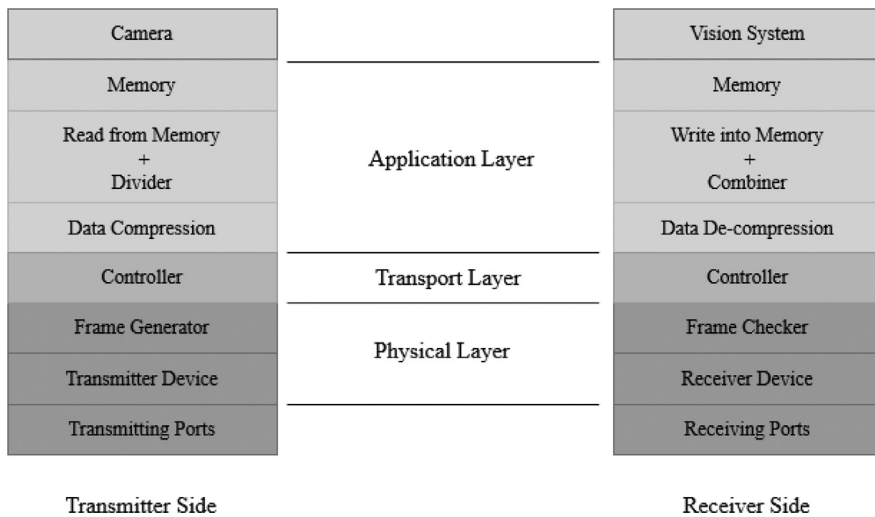 Camera
Memory
Read from Memory
+
Divider
Data Compression
Controller
Frame Generator
Transmitter Device
Transmitting Ports
Transmitter Side
Application Layer
Transport Layer
Physical Layer
Vision System
Memory
Write into Memory
+
Combiner
Data De-compression
Controller
Frame Checker
Receiver Device
Receiving Ports
Receiver Side